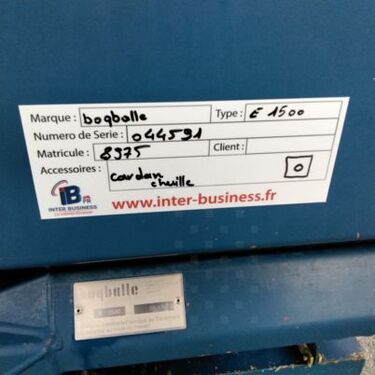 Marque : bogballe Type : E 1500
Numero de Serie : 044591
Matricule : 8975 Client :
Accessoires : cardan
cheville
0
IB
INTER BUSINESS
www.inter-business.fr
bogballe